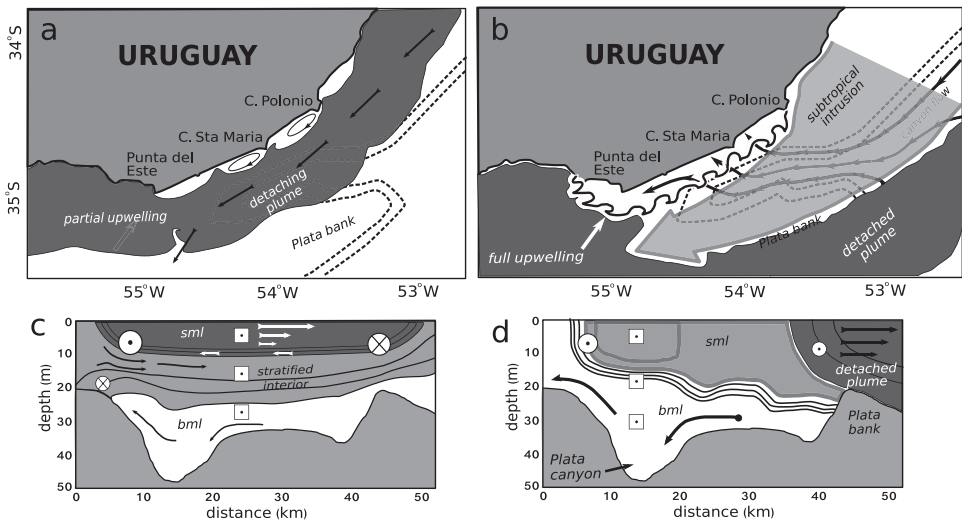 a
URUGUAY
C. Polonio
C. Sta Maria
Punta del
Este
detaching
plume
partial upwelling
Plata bank
34°S
35°S
55°W
54°W
53°W
b
URUGUAY
subtropical
intrusion
C. Polonio
canyon flow
C. Sta Maria
Punta del
Este
Plata bank
detached
plume
full upwelling
55°W
54°W
53°W
c
sml
stratified
interior
bml
depth (m)
0
10
20
30
40
50
0
10
20
30
40
50
distance (km)
d
sml
detached
plume
bml
Plata
bank
Plata
canyon
depth (m)
0
10
20
30
40
50
0
10
20
30
40
50
distance (km)